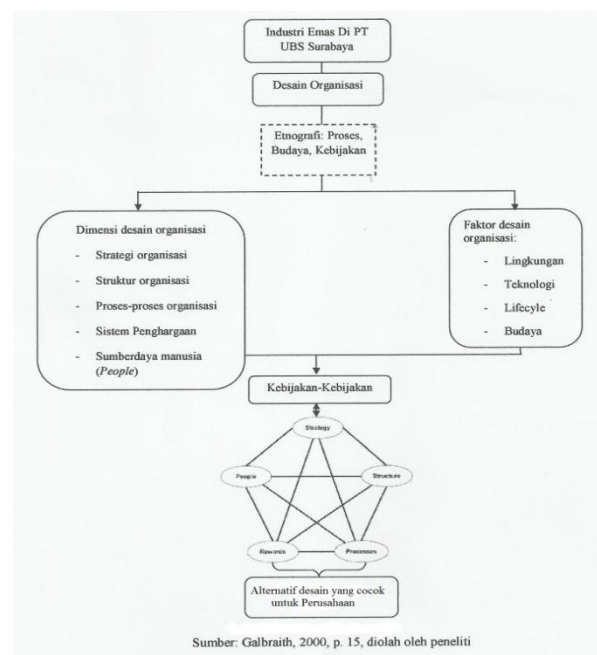 Industri Emas Di PT
UBS Surabaya
Desain Organisasi
Etnografi: Proses,
Budaya, Kebijakan
Dimensi desain organisasi
- Strategi organisasi
- Struktur organisasi
- Proses-proses organisasi
- Sistem Penghargaan
- Sumberdaya manusia
(People)
Faktor desain
organisasi:
- Lingkungan
- Teknologi
- Lifecyle
- Budaya
Kebijakan-Kebijakan
Strategy
People
Structure
Rewards
Processes
Alternatif desain yang cocok
untuk Perusahaan
Sumber: Galbraith, 2000, p. 15, diolah oleh peneliti